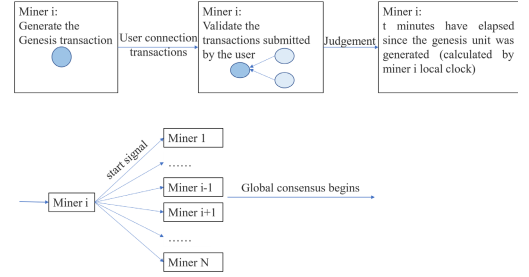 Miner i:
Generate the
Genesis transaction
User connection
transactions
Miner i:
Validate the
transactions submitted
by the user
Judgement
Miner i:
t minutes have elapsed
since the genesis unit was
generated (calculated by
miner i local clock)
Miner i
start signal
Miner 1
......
Miner i-1
Miner i+1
......
Miner N
Global consensus begins